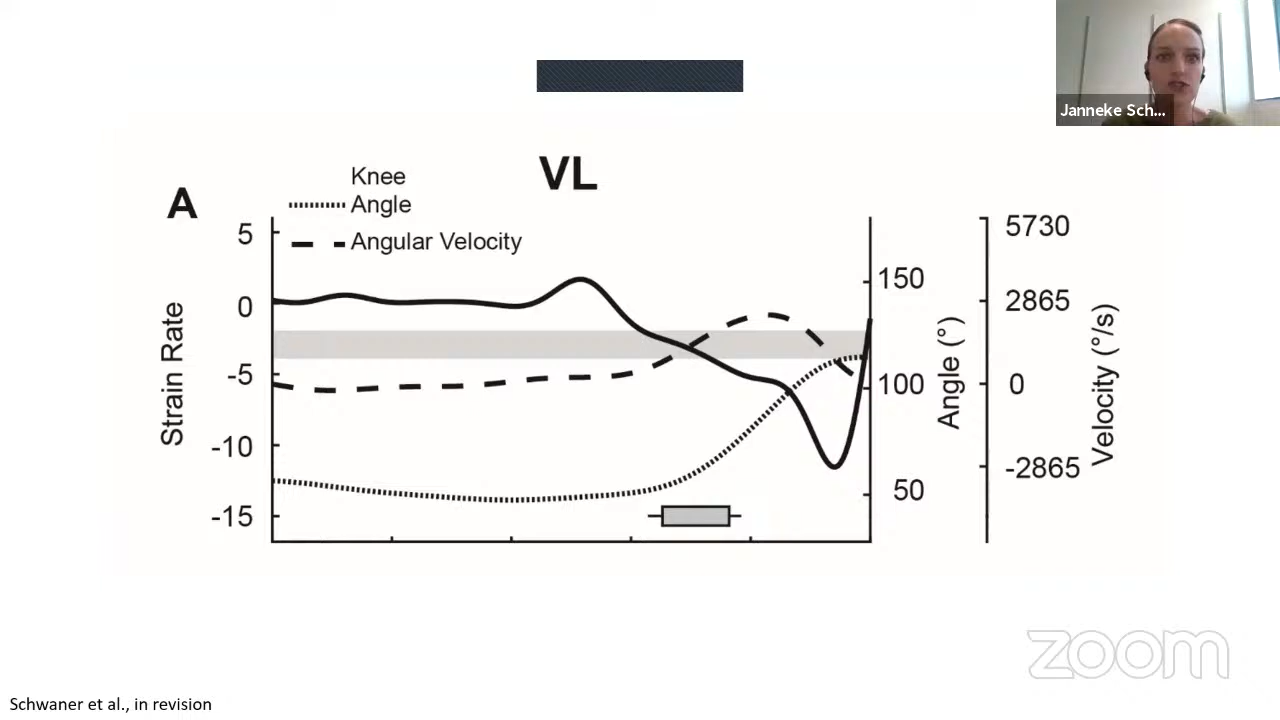 Janneke Sch...
VL
A
Knee
Angle
Angular Velocity
5
0
-5
-10
-15
Strain Rate
150
100
50
Angle (°)
5730
2865
0
-2865
Velocity (°/s)
zoom
Schwaner et al., in revision